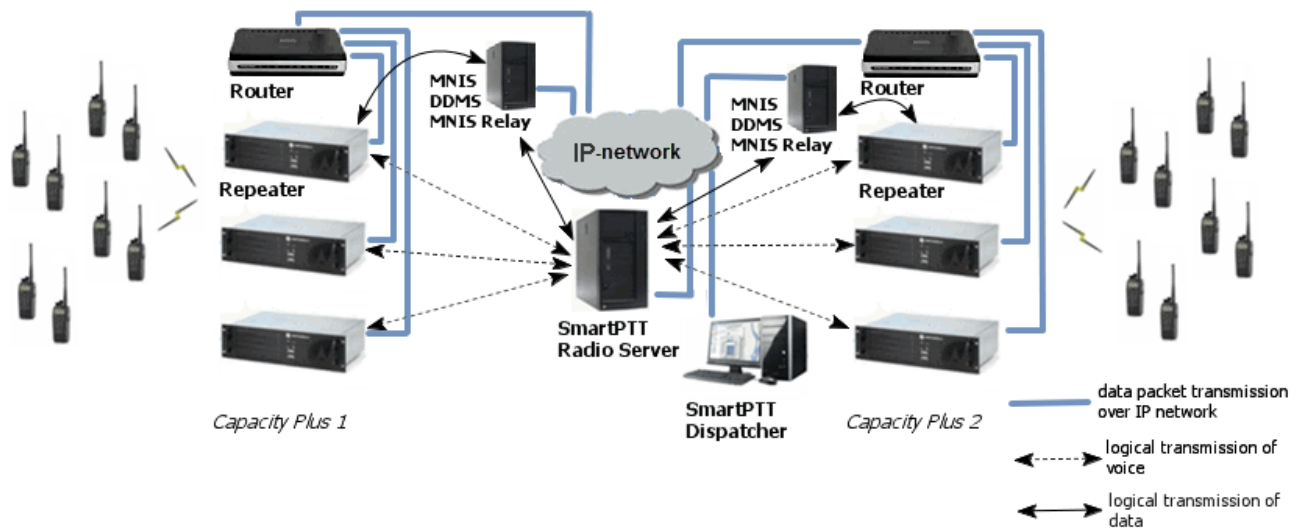 Router
MNIS
DDMS
MNIS Relay
Repeater
IP-network
MNIS
DDMS
MNIS Relay
Router
Repeater
SmartPTT
Radio Server
SmartPTT
Dispatcher
Capacity Plus 1
Capacity Plus 2
data packet transmission
over IP network
logical transmission of
voice
logical transmission of
data